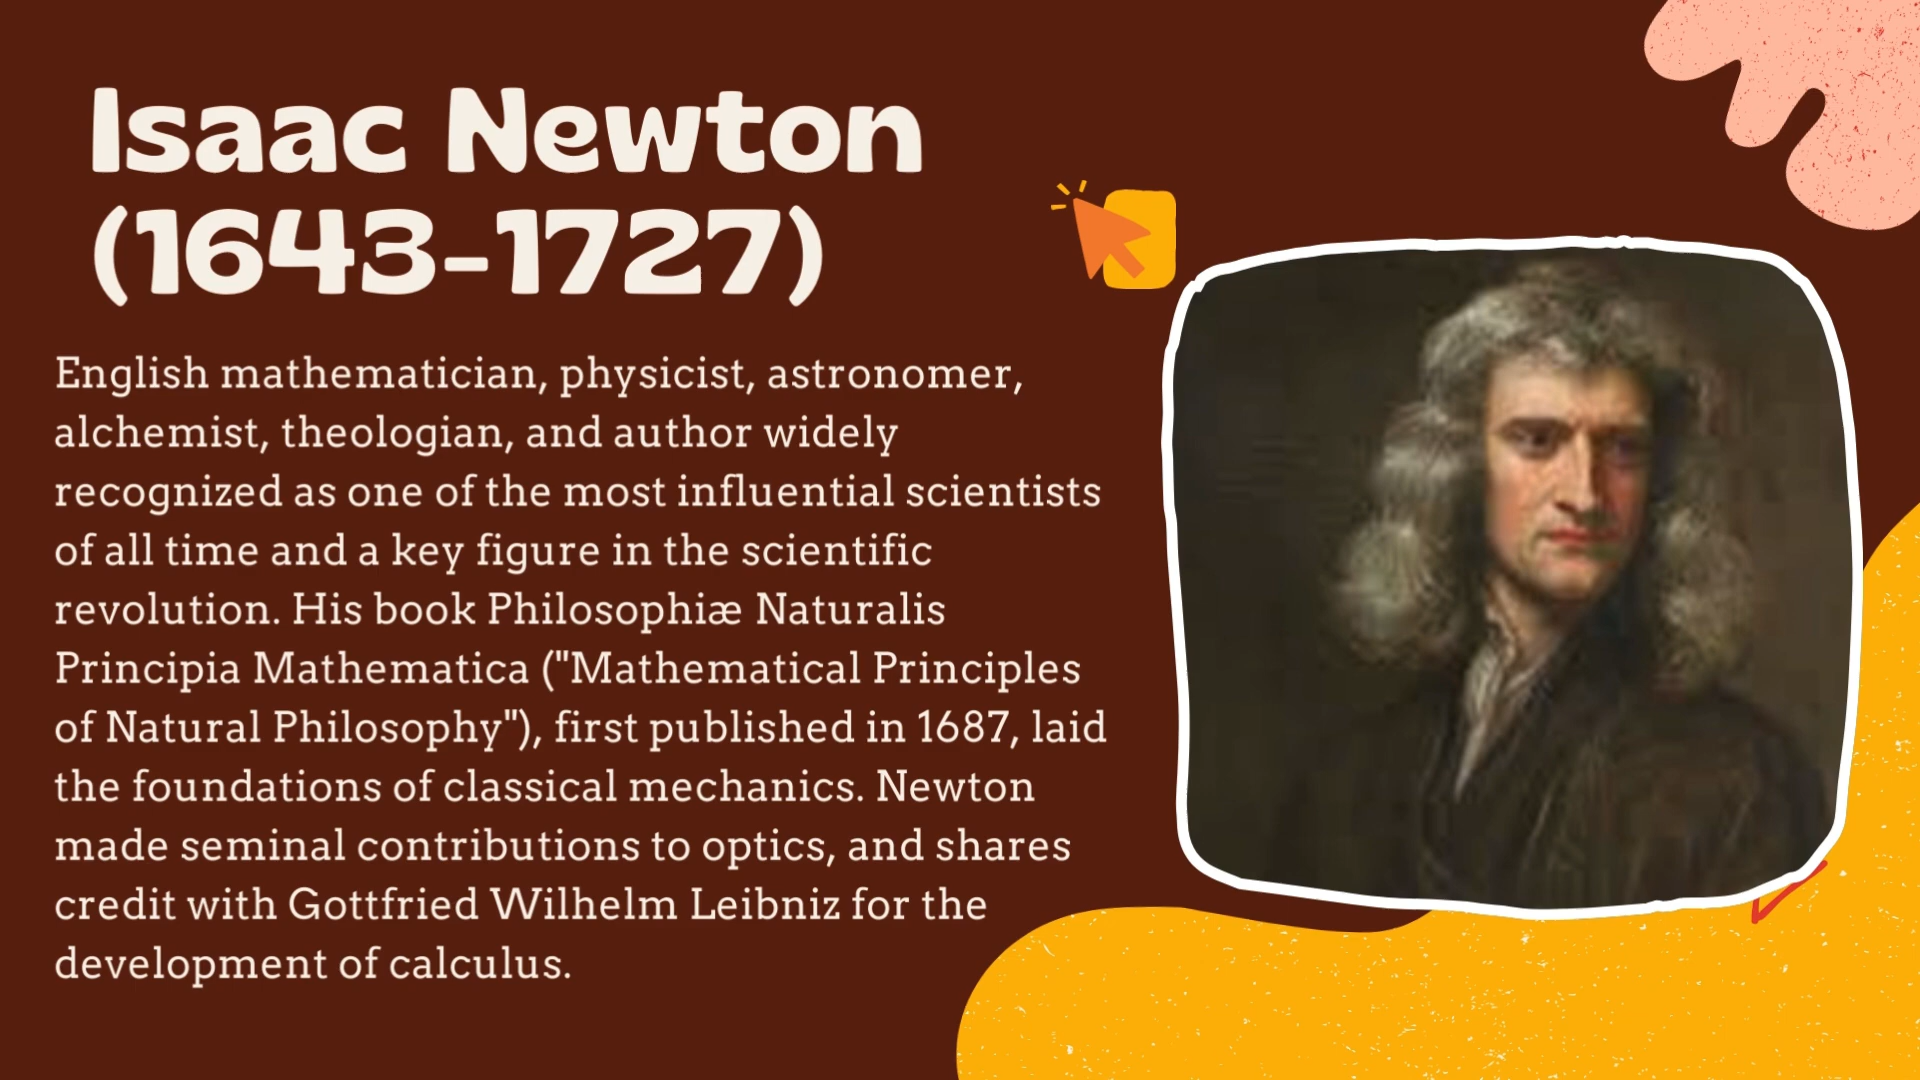 Isaac Newton
(1643-1727)
English mathematician, physicist, astronomer,
alchemist, theologian, and author widely
recognized as one of the most influential scientists
of all time and a key figure in the scientific
revolution. His book Philosophiæ Naturalis
Principia Mathematica ("Mathematical Principles
of Natural Philosophy"), first published in 1687, laid
the foundations of classical mechanics. Newton
made seminal contributions to optics, and shares
credit with Gottfried Wilhelm Leibniz for the
development of calculus.